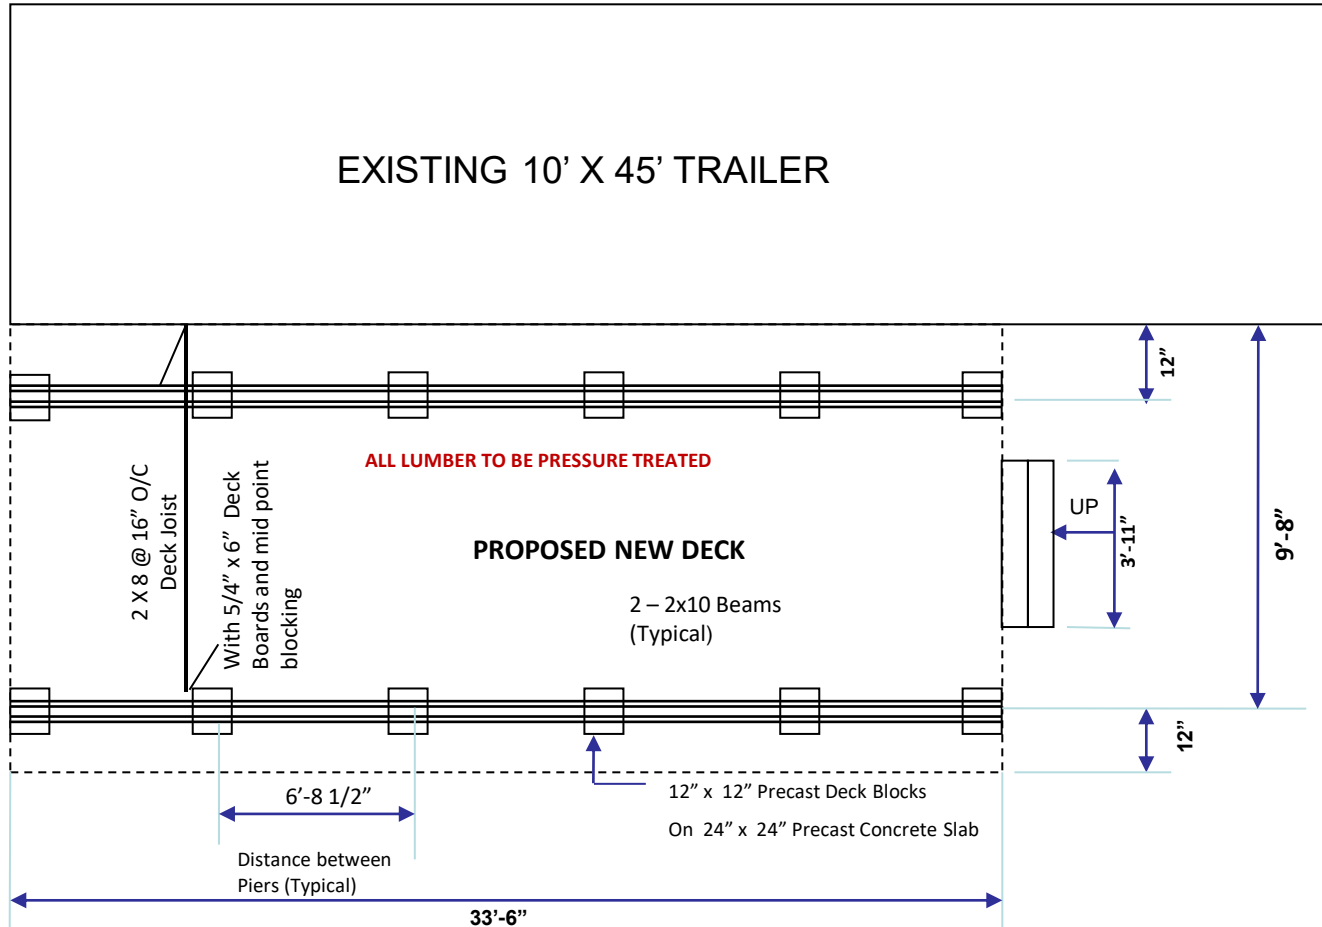 EXISTING 10’ X 45’ TRAILER
12”
ALL LUMBER TO BE PRESSURE TREATED
2 X 8 @ 16” O/C
Deck Joist
With 5/4” x 6” Deck
Boards and mid point
blocking
PROPOSED NEW DECK
2 – 2x10 Beams
(Typical)
UP
3’-11”
9’-8”
12”
6’-8 1/2”
12” x 12” Precast Deck Blocks
On 24” x 24” Precast Concrete Slab
Distance between
Piers (Typical)
33’-6”